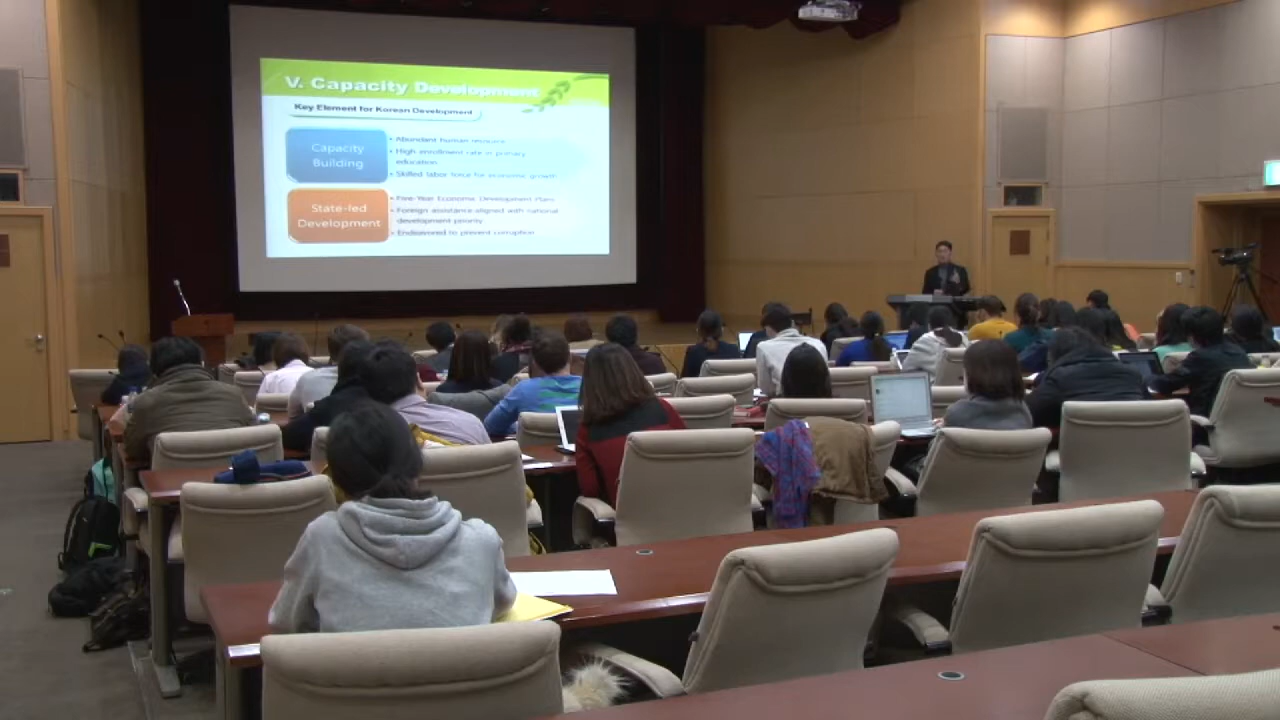 V. Capacity Development
Key Element for Korean Development
Capacity
Building
• Abundant human resource
• High enrollment rate in primary
education
• Skilled labor force for economic growth
State-led
Development
• Five-Year Economic Development Plans
• Foreign assistance aligned with national
development priority
• Endeavored to prevent corruption